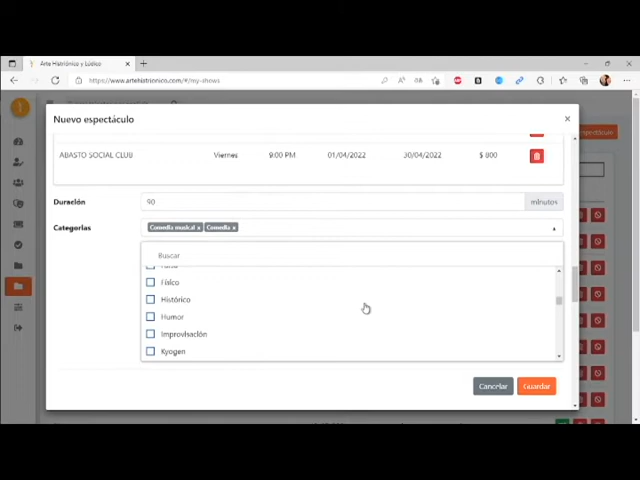 Arte Histriónico y Lúdico
https://www.artehistrionico.com/#/my-shows
Nuevo espectáculo
ABASTO SOCIAL CLUB Viernes 9:00 PM 01/04/2022 30/04/2022 $ 800
Duración 90 minutos
Categorías Comedia musical x Comedia x
Buscar
Físico
Histórico
Humor
Improvisación
Kyogen
Cancelar Guardar